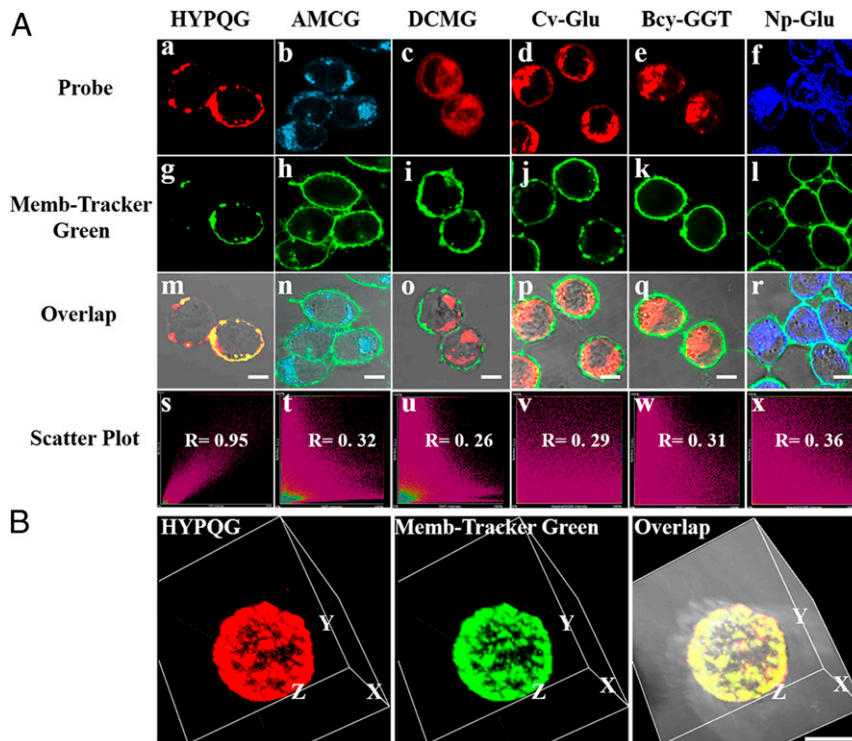 A
HYPQG AMCG DCMG Cv-Glu Bcy-GGT Np-Glu
Probe
a b c d e f
Memb-Tracker
Green
g h i j k l
Overlap
m n o p q r
Scatter Plot
s t u v w x
R= 0.95 R= 0. 32 R= 0. 26 R= 0. 29 R= 0. 31 R= 0. 36
B
HYPQG Memb-Tracker Green Overlap
Y Y Y
Z X Z X Z X